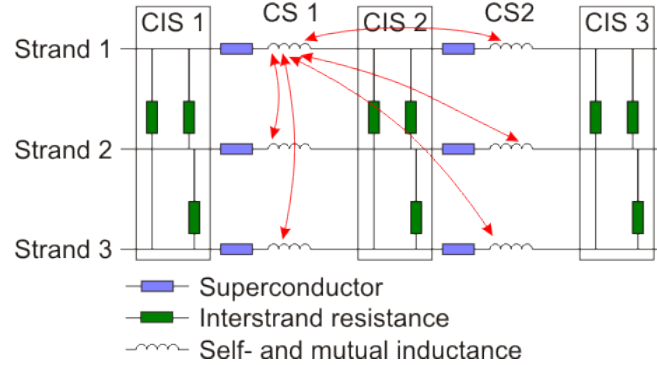 CIS 1 CS 1 CIS 2 CS2 CIS 3
Strand 1
Strand 2
Strand 3
Superconductor
Interstrand resistance
Self- and mutual inductance